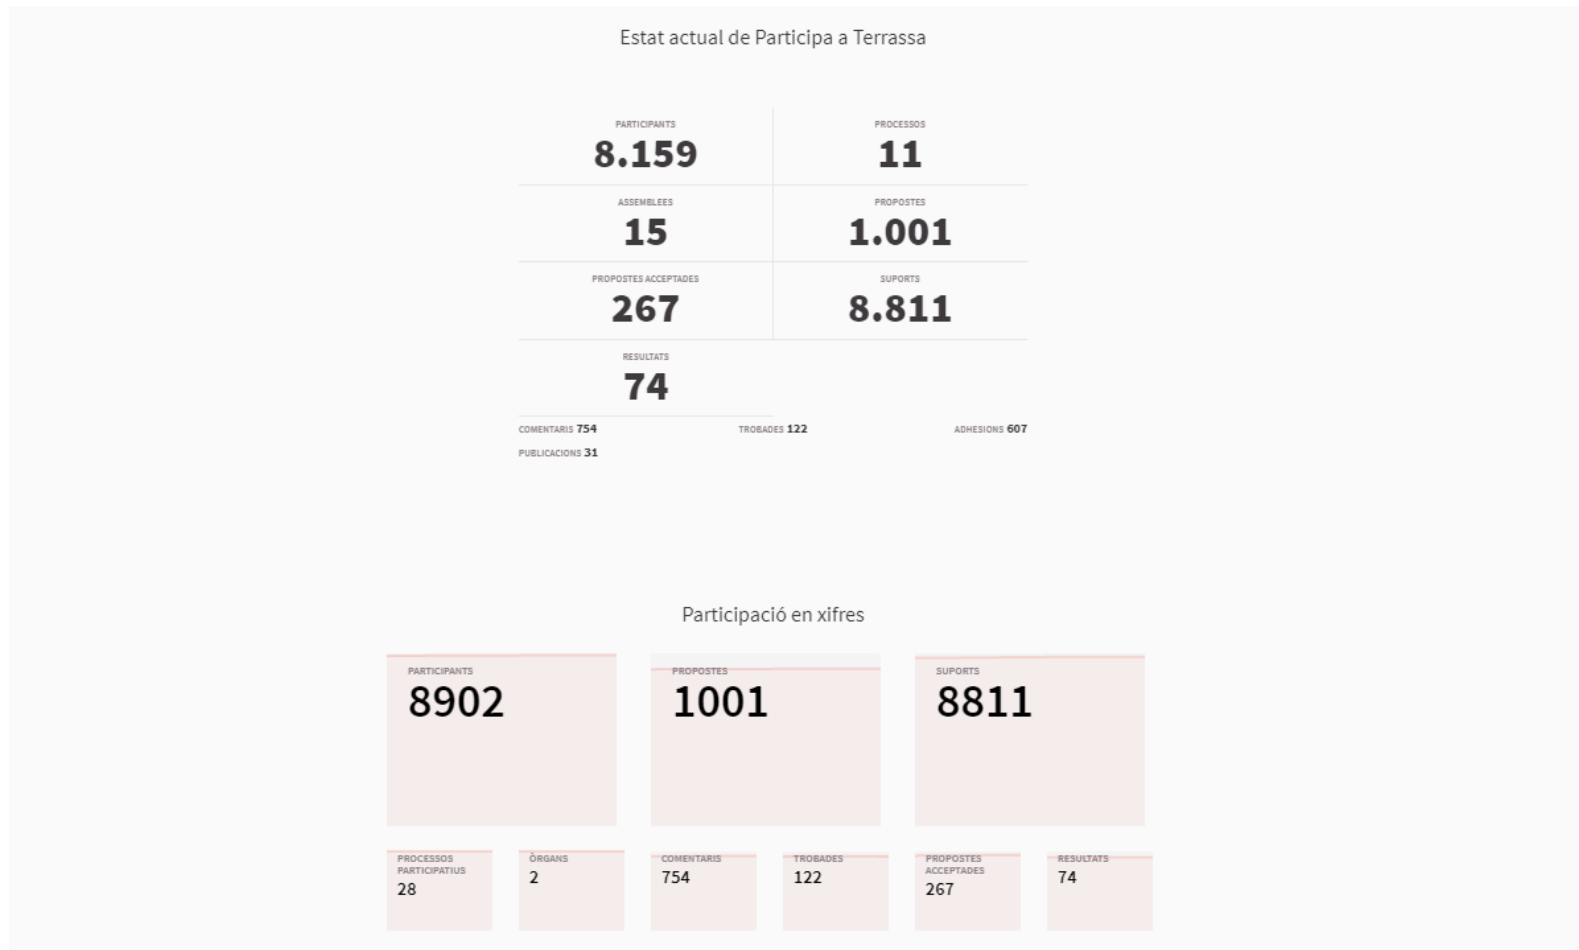 Estat actual de Participa a Terrassa
PARTICIPANTS
8.159
PROCESSOS
11
ASSEMBLEES
15
PROPOSTES
1.001
PROPOSTES ACCEPTADES
267
SUPORTS
8.811
RESULTATS
74
COMENTARIS 754
TROBADES 122
ADHESIONS 607
PUBLICACIONS 31
Participació en xifres
PARTICIPANTS
8902
PROPOSTES
1001
SUPORTS
8811
PROCESSOS
PARTICIPATIUS
28
ÒRGANS
2
COMENTARIS
754
TROBADES
122
PROPOSTES
ACCEPTADES
267
RESULTATS
74